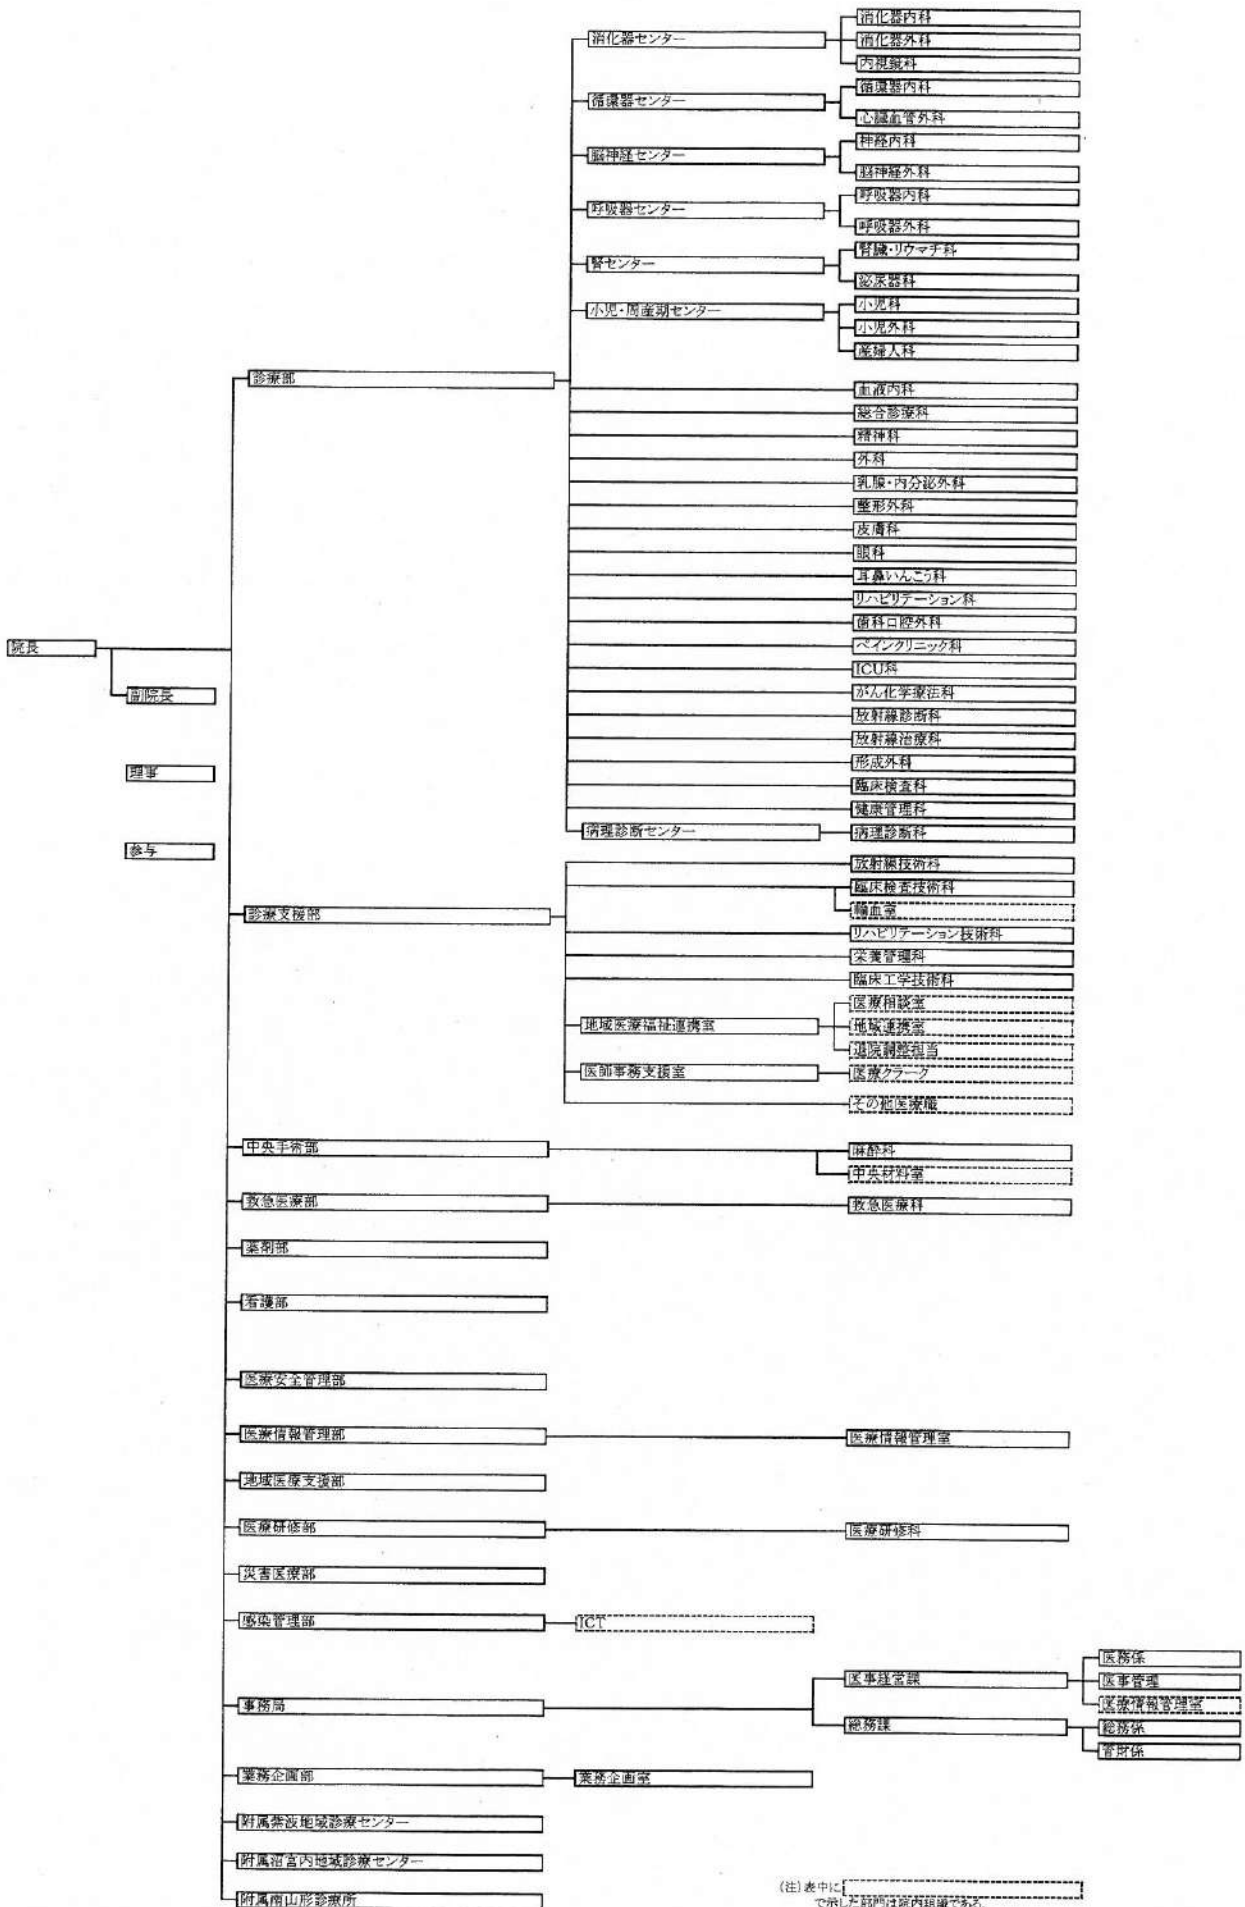 消化器内科
消化器センター
消化器外科
内視鏡科
循環器内科
循環器センター
心臓血管外科
神経内科
脳神経センター
脳神経外科
呼吸器内科
呼吸器センター
呼吸器外科
腎臓・リウマチ科
腎センター
泌尿器科
小児科
小児・周産期センター
小児外科
産婦人科
診療部
血液内科
総合診療科
精神科
外科
乳腺・内分泌外科
整形外科
皮膚科
眼科
耳鼻いんこう科
リハビリテーション科
歯科口腔外科
院長
ペインクリニック科
ICU科
副院長
がん化学療法科
放射線診断科
放射線治療科
形成外科
理事
臨床検査科
健康管理科
病理診断センター
病理診断科
参与
放射線技術科
臨床検査技術科
診療支援部
輸血室
リハビリテーション技術科
栄養管理科
臨床工学技術科
医療相談室
地域医療福祉連携室
地域連携室
退院調整担当
医師事務支援室
医療クラーク
その他医療職
中央手術部
麻酔科
中央材料室
救急医療部
救急医療科
薬剤部
看護部
医療安全管理部
医療情報管理部
医療情報管理室
地域医療支援部
医療研修部
医療研修科
災害医療部
感染管理部
ICT
医務係
医事経営課
医事管理
医療情報管理室
事務局
総務課
総務係
管財係
業務企画部
業務企画室
附属紫波地域診療センター
附属沼宮内地域診療センター
附属南山形診療所
(注)表中に
で示した部門は院内組織である